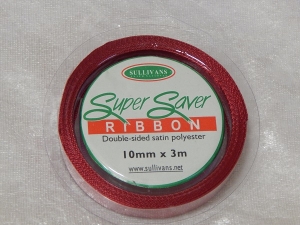 SULLIVANS
Super Saver
RIBBON
Double-sided satin polyester
10mm x 3m
www.sullivans.net